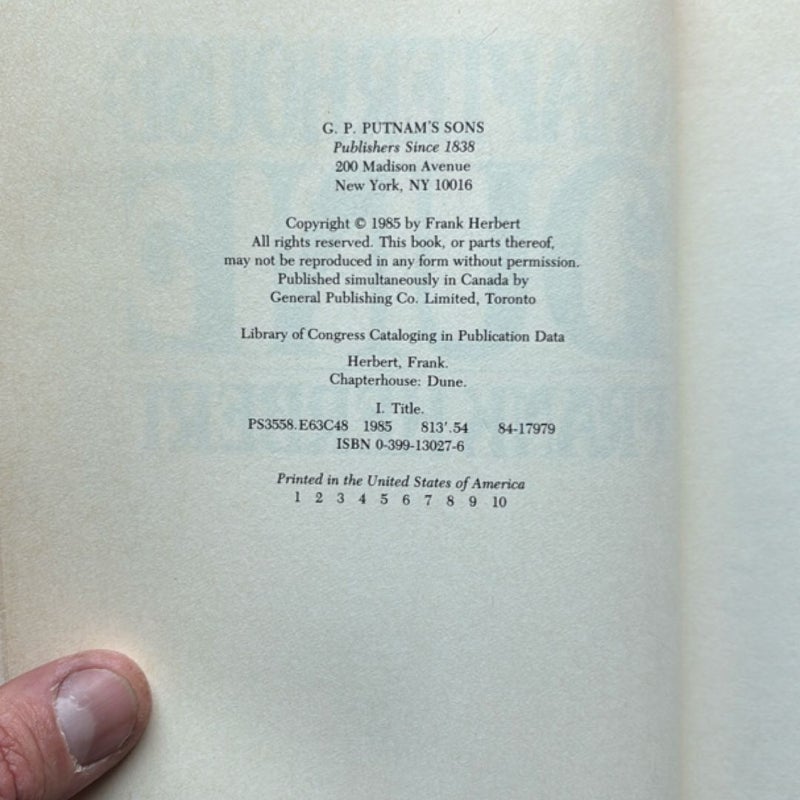 G. P. PUTNAM'S SONS
Publishers Since 1838
200 Madison Avenue
New York, NY 10016
Copyright © 1985 by Frank Herbert
All rights reserved. This book, or parts thereof,
may not be reproduced in any form without permission.
Published simultaneously in Canada by
General Publishing Co. Limited, Toronto
Library of Congress Cataloging in Publication Data
Herbert, Frank.
Chapterhouse: Dune.
I. Title.
PS3558.E63C48 1985 813'.54 84-17979
ISBN 0-399-13027-6
Printed in the United States of America
1 2 3 4 5 6 7 8 9 10